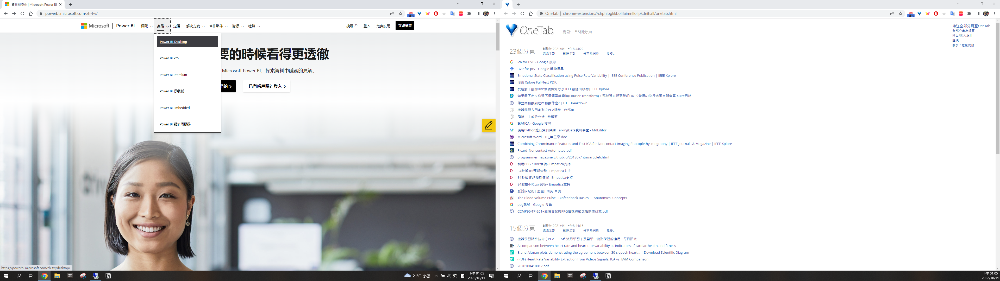 資料視覺化 | Microsoft Power BI
powerbi.microsoft.com/zh-tw/
NEW
Microsoft
Power BI
概觀
產品
定價
解決方案
合作夥伴
資源
社群
搜尋
登入
免費試用
立即購買
Power BI Desktop
Power BI Pro
Power BI Premium
Power BI 行動版
Power BI Embedded
Power BI 報表伺服器
要的時候看得更透徹
Microsoft Power BI，探索資料中隱藏的見解。
開始
已有帳戶嗎? 登入
https://powerbi.microsoft.com/zh-tw/desktop/
21°C 多雲
英
下午 01:05
2022/10/11
OneTab
chrome-extension://chphlpgkkbolifaimnlloiipkdnihall/onetab.html
NEW
OneTab
總計：55個分頁
傳送全部分頁至OneTab
全部分享為網頁
匯出/匯入網址
選項
關於 / 意見反應
23個分頁
創建於 2021/4/1 上午8:44:22
還原全部 刪除全部 分享為網頁 更多...
ica for BVP - Google 搜尋
BVP for prv - Google 學術搜尋
Emotional State Classification using Pulse Rate Variability | IEEE Conference Publication | IEEE Xplore
IEEE Xplore Full-Text PDF:
抗運動干擾的BVP信號檢測方法 IEEE會議出版物| IEEE Xplore
如果看了此文你還不懂傅里葉變換(Fourier Transform)，那就過來掐死我吧! @ 拉普達の旅行地圖 :: 隨意窩 Xuite日誌
傅立葉轉換到底在轉換什麼? | E.E. Breakdown
機器學習入門系列之PCA降維 - 台部落
降維：主成分分析 - 台部落
訊號ICA - Google 搜尋
使用Python進行資料降維_TalkingData資料學堂 - MdEditor
Microsoft Word - 10_第三章.doc
Combining Chrominance Features and Fast ICA for Noncontact Imaging Photoplethysmography | IEEE Journals & Magazine | IEEE Xplore
Picard_Noncontact Automated.pdf
programmermagazine.github.io/201307/htm/article6.html
利用PPG / BVP信號– Empatica支持
E4數據-IBI預期信號– Empatica支持
E4數據-BVP預期信號– Empatica支持
E4數據-HR.csv說明– Empatica支持
脈搏描記術| 血量| 研究 百奧
The Blood Volume Pulse - Biofeedback Basics — Anatomical Concepts
ppg訊號 - Google 搜尋
CCMP96-TP-201+脈波信號與PPG信號特徵之相關性研究.pdf
15個分頁
創建於 2021/4/1 上午8:44:16
還原全部 刪除全部 分享為網頁 更多...
機器學習降維技術（PCA，ICA和流形學習）及醫學中流形學習的應用 - 每日頭條
A comparison between heart rate and heart rate variability as indicators of cardiac health and fitness
Bland-Altman plots demonstrating the agreement between 30 s epoch heart... | Download Scientific Diagram
(PDF) Heart Rate Variability Extraction from Videos Signals: ICA vs. EVM Comparison
2070100410017.pdf
下午 01:05
2022/10/11